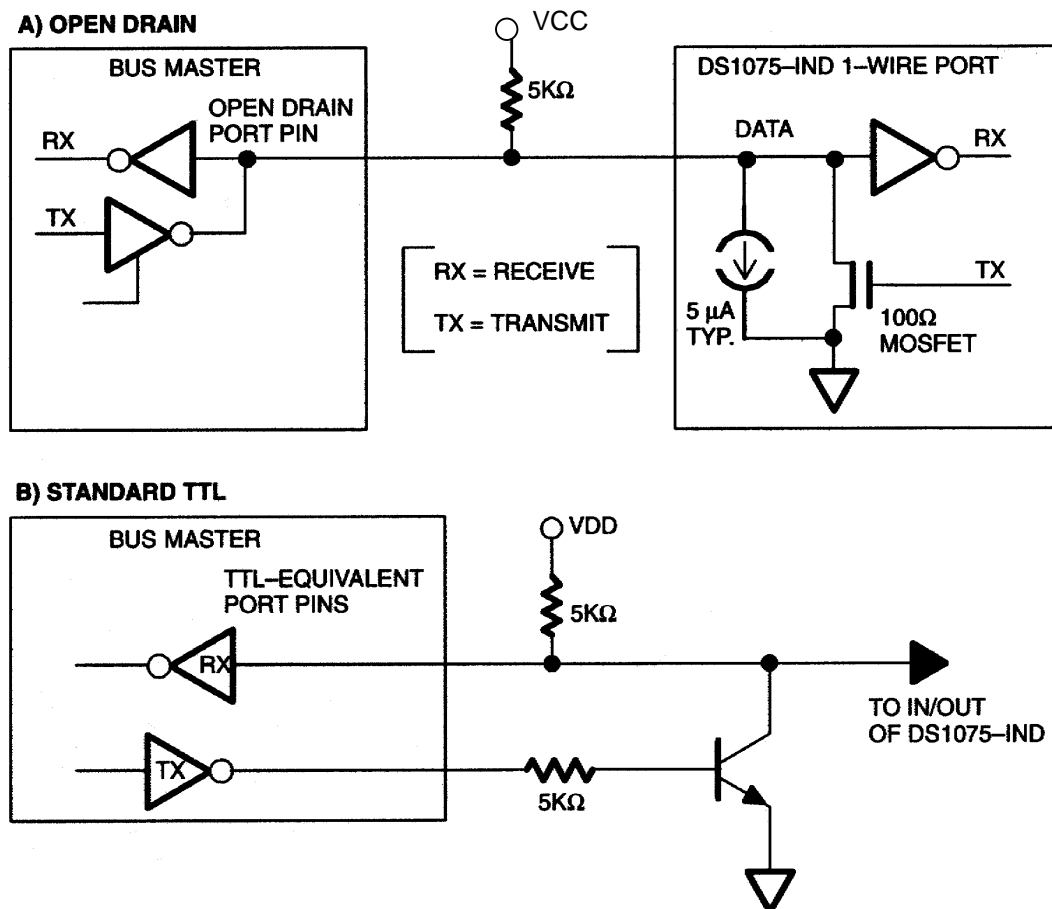 A) OPEN DRAIN
VCC
BUS MASTER
DS1075–IND 1–WIRE PORT
5KΩ
OPEN DRAIN
PORT PIN
RX
DATA
RX
TX
RX = RECEIVE
TX = TRANSMIT
TX
5 µA
TYP.
100Ω
MOSFET
B) STANDARD TTL
BUS MASTER
VDD
TTL–EQUIVALENT
PORT PINS
5KΩ
RX
TO IN/OUT
OF DS1075–IND
TX
5KΩ